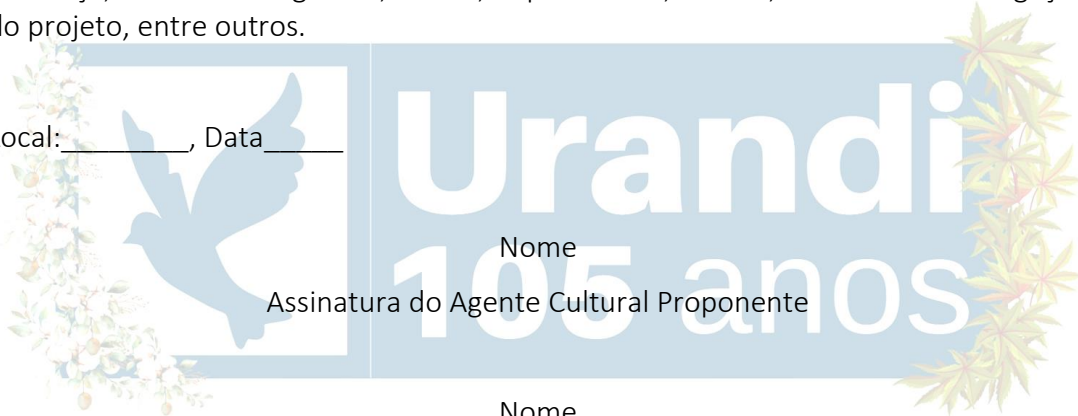 do projeto, entre outros.
Local:________, Data_____
Urandi
105 anos
Nome
Assinatura do Agente Cultural Proponente
Nome